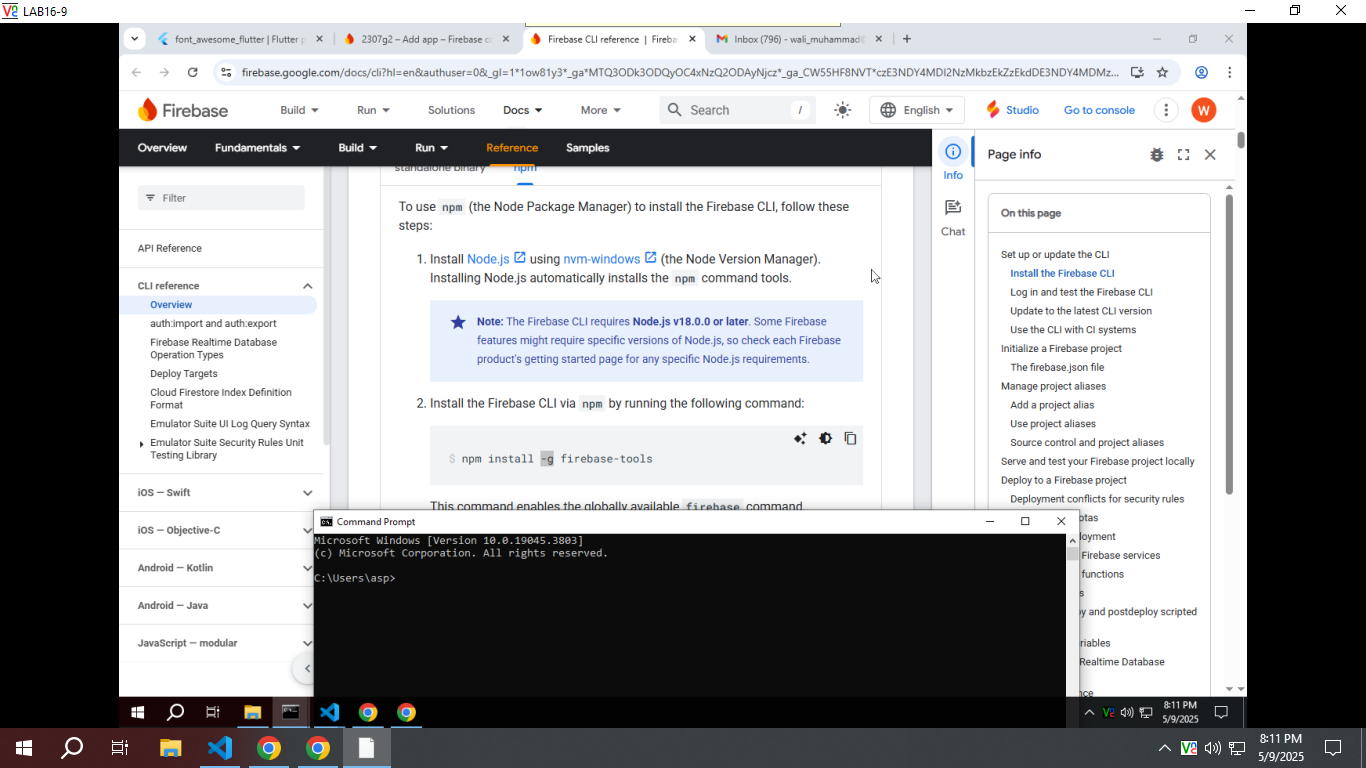 LAB16-9
font_awesome_flutter | Flutter p
2307g2 – Add app – Firebase co
Firebase CLI reference | Fireba
Inbox (796) - wali_muhammad
firebase.google.com/docs/cli?hl=en&authuser=0&_gl=1*1ow81y3*_ga*MTQ3ODk3ODQyOC4xNzQ2ODAyNjcz*_ga_CW55HF8NVT*czE3NDY4MDI2NzMkbzEkZzEkdDE3NDY4MDMz...
Firebase
Build
Run
Solutions
Docs
More
Search
/
English
Studio
Go to console
W
Overview
Fundamentals
Build
Run
Reference
Samples
Filter
API Reference
CLI reference
Overview
auth:import and auth:export
Firebase Realtime Database
Operation Types
Deploy Targets
Cloud Firestore Index Definition
Format
Emulator Suite UI Log Query Syntax
Emulator Suite Security Rules Unit
Testing Library
iOS — Swift
iOS — Objective-C
Android — Kotlin
Android — Java
JavaScript — modular
standalone binary
npm
To use npm (the Node Package Manager) to install the Firebase CLI, follow these
steps:
1. Install Node.js using nvm-windows (the Node Version Manager).
Installing Node.js automatically installs the npm command tools.
Note: The Firebase CLI requires Node.js v18.0.0 or later. Some Firebase
features might require specific versions of Node.js, so check each Firebase
product's getting started page for any specific Node.js requirements.
2. Install the Firebase CLI via npm by running the following command:
$ npm install -g firebase-tools
This command enables the globally available firebase command.
Info
Chat
Page info
On this page
Set up or update the CLI
Install the Firebase CLI
Log in and test the Firebase CLI
Update to the latest CLI version
Use the CLI with CI systems
Initialize a Firebase project
The firebase.json file
Manage project aliases
Add a project alias
Use project aliases
Source control and project aliases
Serve and test your Firebase project locally
Deploy to a Firebase project
Deployment conflicts for security rules
otas
loyment
Firebase services
functions
s
oy and postdeploy scripted
riables
Realtime Database
nce
Command Prompt
Microsoft Windows [Version 10.0.19045.3803]
(c) Microsoft Corporation. All rights reserved.
C:\Users\asp>
8:11 PM
5/9/2025
8:11 PM
5/9/2025